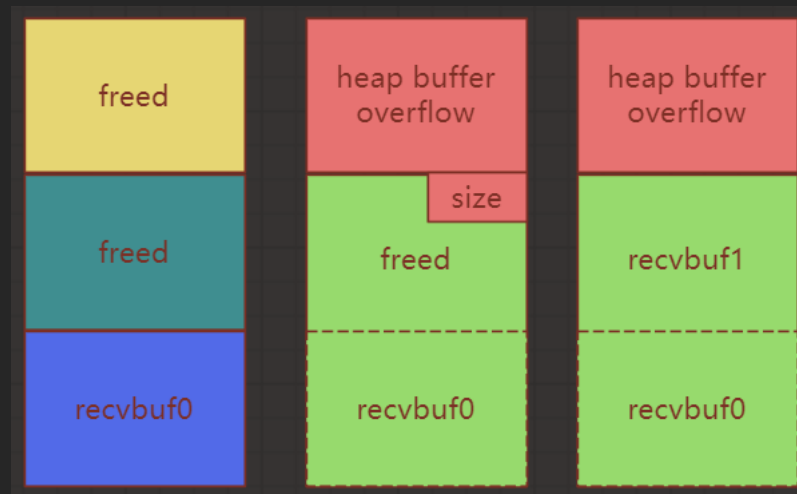 freed
freed
recvbuf0
heap buffer
overflow
size
freed
recvbuf0
heap buffer
overflow
recvbuf1
recvbuf0